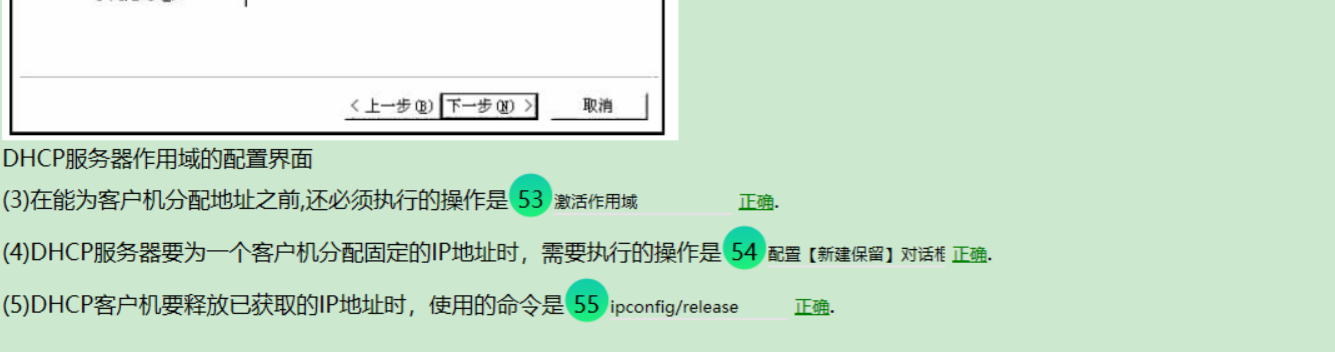 < 上一步(B) 下一步(N) > 取消
DHCP服务器作用域的配置界面
(3)在能为客户机分配地址之前,还必须执行的操作是 53 激活作用域 正确.
(4)DHCP服务器要为一个客户机分配固定的IP地址时，需要执行的操作是 54 配置【新建保留】对话框 正确.
(5)DHCP客户机要释放已获取的IP地址时，使用的命令是 55 ipconfig/release 正确.